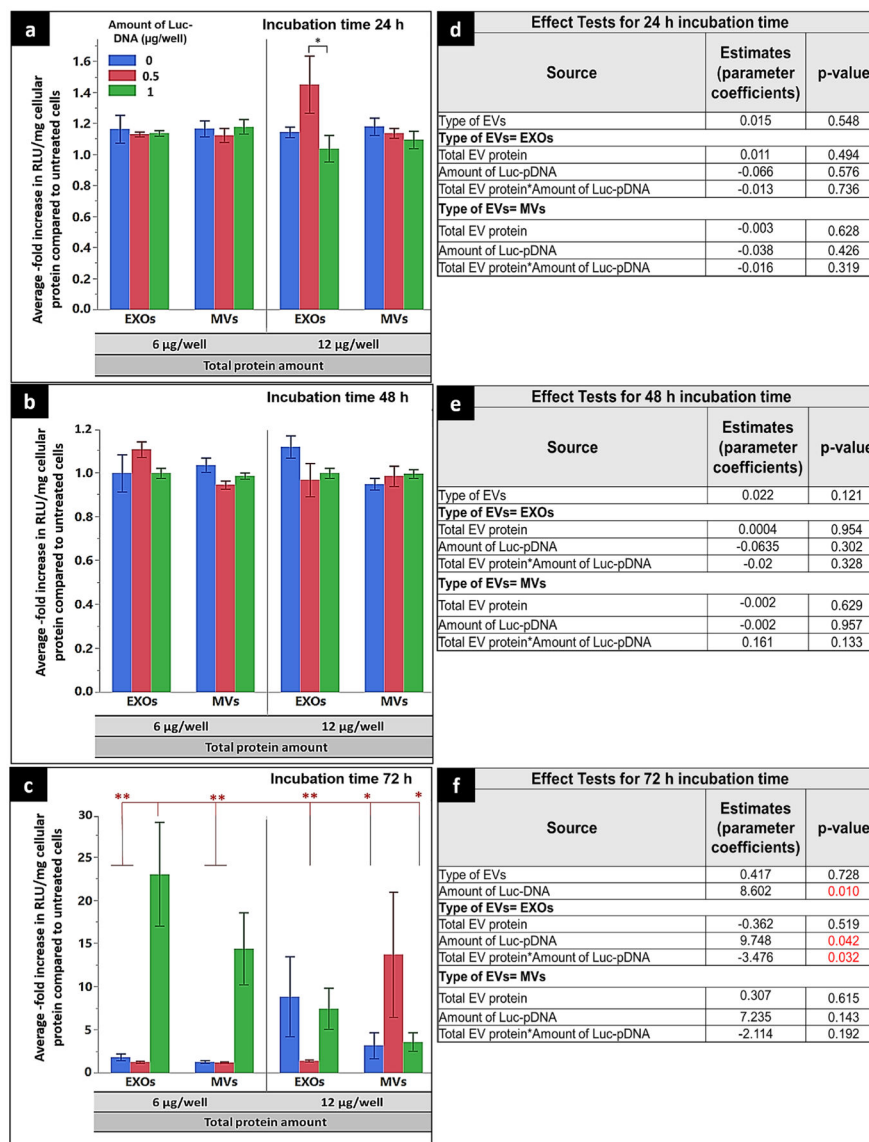 a
Incubation time 24 h
Amount of Luc-
DNA (µg/well)
0
0.5
1
*
Average -fold increase in RLU/mg cellular
protein compared to untreated cells
1.6
1.4
1.2
1.0
0.8
0.6
0.4
0.2
0.0
EXOs MVs EXOs MVs
6 µg/well 12 µg/well
Total protein amount
d
Effect Tests for 24 h incubation time
Source Estimates (parameter coefficients) p-value
Type of EVs 0.015 0.548
Type of EVs= EXOs
Total EV protein 0.011 0.494
Amount of Luc-pDNA -0.066 0.576
Total EV protein*Amount of Luc-pDNA -0.013 0.736
Type of EVs= MVs
Total EV protein -0.003 0.628
Amount of Luc-pDNA -0.038 0.426
Total EV protein*Amount of Luc-pDNA -0.016 0.319
b
Incubation time 48 h
Average -fold increase in RLU/mg cellular
protein compared to untreated cells
1.2
1.0
0.8
0.6
0.4
0.2
0.0
EXOs MVs EXOs MVs
6 µg/well 12 µg/well
Total protein amount
e
Effect Tests for 48 h incubation time
Source Estimates (parameter coefficients) p-value
Type of EVs 0.022 0.121
Type of EVs= EXOs
Total EV protein 0.0004 0.954
Amount of Luc-pDNA -0.0635 0.302
Total EV protein*Amount of Luc-pDNA -0.02 0.328
Type of EVs= MVs
Total EV protein -0.002 0.629
Amount of Luc-pDNA -0.002 0.957
Total EV protein*Amount of Luc-pDNA 0.161 0.133
c
Incubation time 72 h
** ** ** * *
Average -fold increase in RLU/mg cellular
protein compared to untreated cells
30
25
20
15
10
5
0
EXOs MVs EXOs MVs
6 µg/well 12 µg/well
Total protein amount
f
Effect Tests for 72 h incubation time
Source Estimates (parameter coefficients) p-value
Type of EVs 0.417 0.728
Amount of Luc-DNA 8.602 0.010
Type of EVs= EXOs
Total EV protein -0.362 0.519
Amount of Luc-pDNA 9.748 0.042
Total EV protein*Amount of Luc-pDNA -3.476 0.032
Type of EVs= MVs
Total EV protein 0.307 0.615
Amount of Luc-pDNA 7.235 0.143
Total EV protein*Amount of Luc-pDNA -2.114 0.192